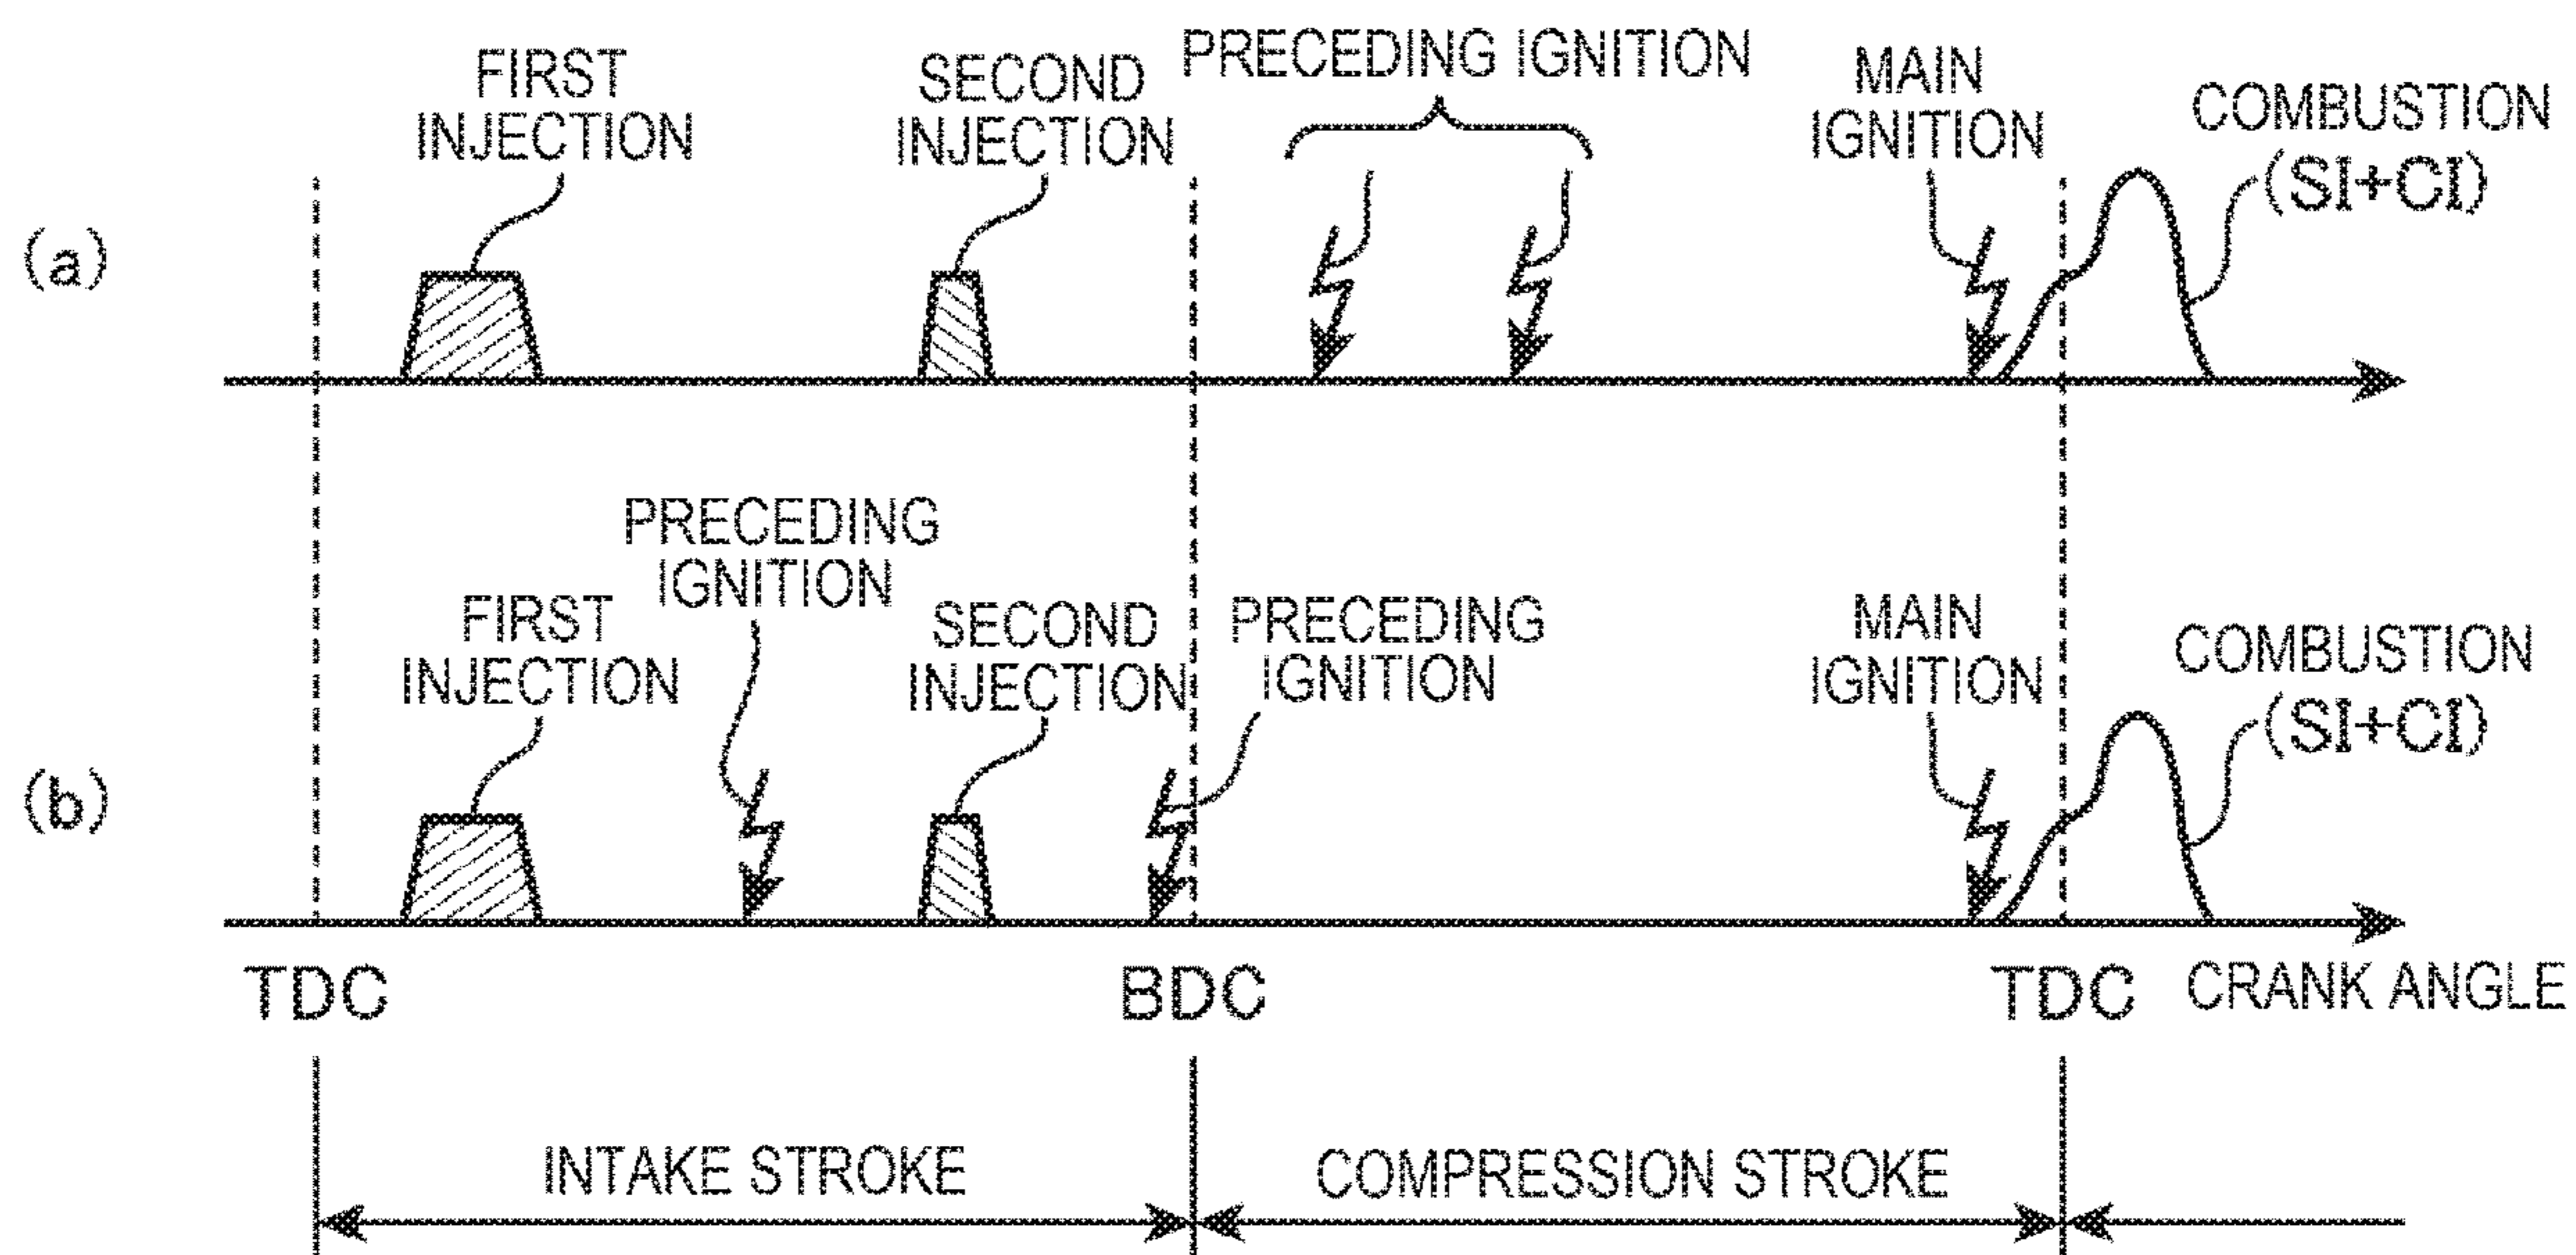 FIRST
INJECTION
SECOND
INJECTION
PRECEDING IGNITION
MAIN
IGNITION
COMBUSTION
(SI+CI)
(a)
PRECEDING
IGNITION
FIRST
INJECTION
SECOND
INJECTION
PRECEDING
IGNITION
MAIN
IGNITION
COMBUSTION
(SI+CI)
(b)
TDC
BDC
TDC
CRANK ANGLE
INTAKE STROKE
COMPRESSION STROKE